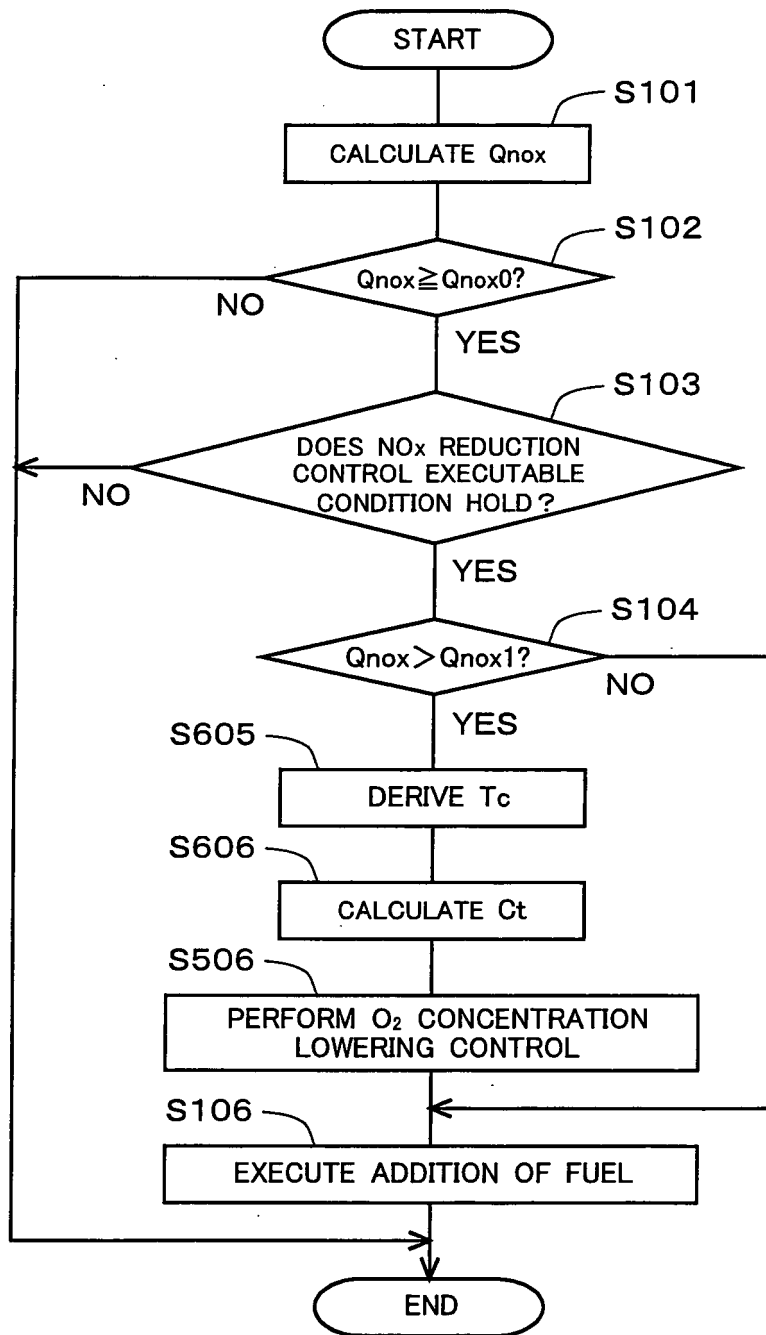 START
S101
CALCULATE Qnox
S102
Qnox≧Qnox0?
NO
YES
S103
DOES NOx REDUCTION
CONTROL EXECUTABLE
CONDITION HOLD?
NO
YES
S104
Qnox>Qnox1?
NO
YES
S605
DERIVE Tc
S606
CALCULATE Ct
S506
PERFORM O₂ CONCENTRATION
LOWERING CONTROL
S106
EXECUTE ADDITION OF FUEL
END